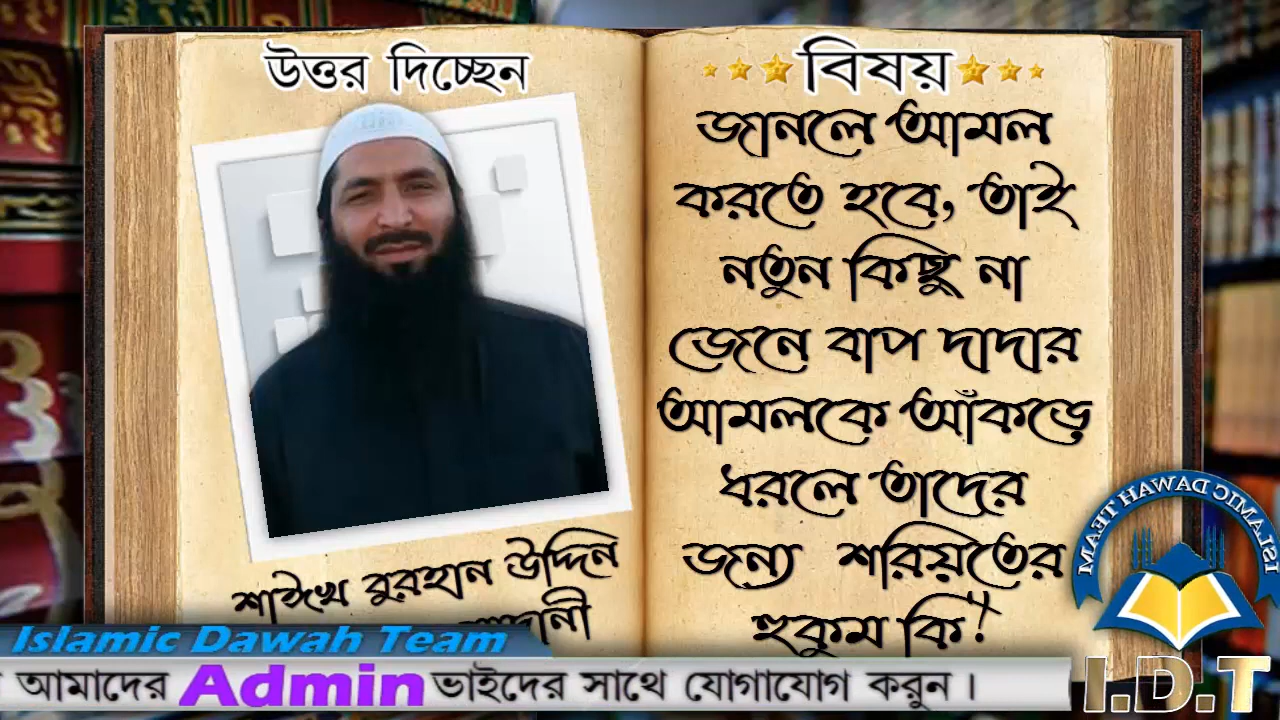 উত্তর দিচ্ছেন
শাঈখ বুরহান উদ্দিন
বিষয়
জানলে আমল
করতে হবে, তাই
নতুন কিছু না
জেনে বাপ দাদার
আমলকে আঁকড়ে
ধরলে তাদের
জন্য শরিয়তের
হুকুম কি?
ISLAMIC DAWAH TEAM
I.D.T
Islamic Dawah Team
আমাদের Admin ভাইদের সাথে যোগাযোগ করুন।